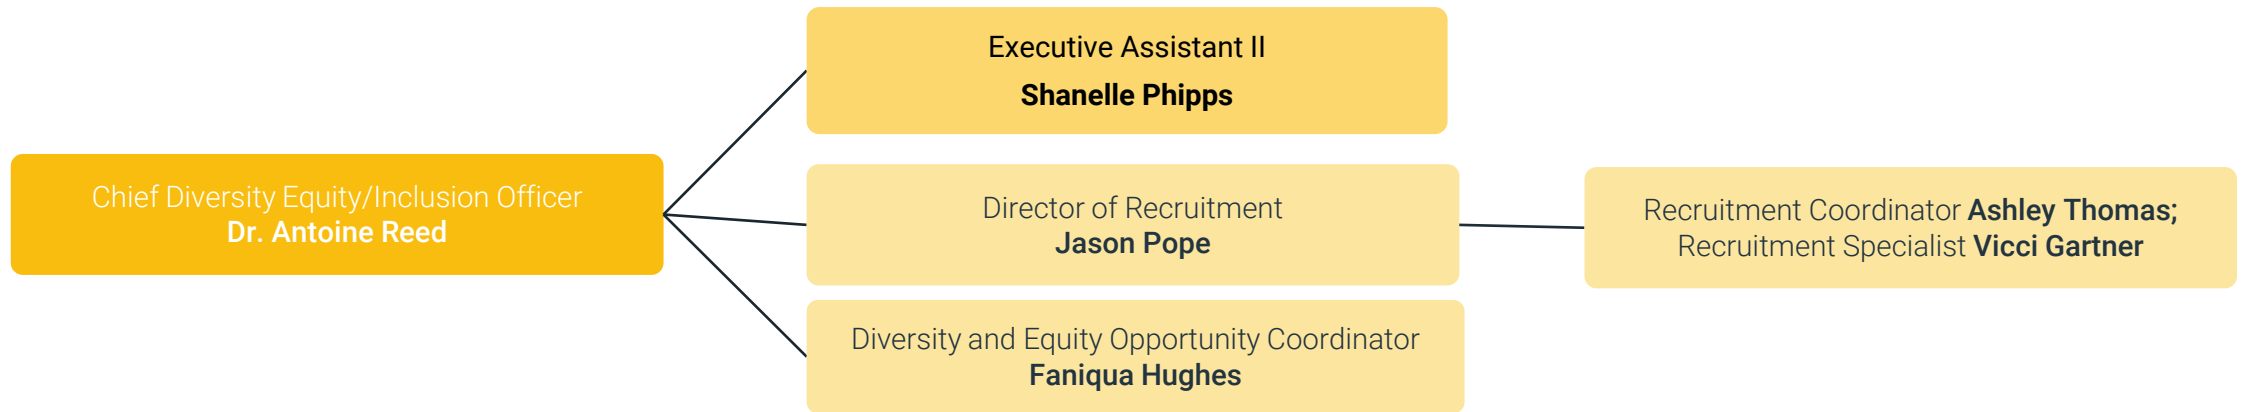 Executive Assistant II
Shanelle Phipps
Chief Diversity Equity/Inclusion Officer
Dr. Antoine Reed
Director of Recruitment
Jason Pope
Recruitment Coordinator Ashley Thomas;
Recruitment Specialist Vicci Gartner
Diversity and Equity Opportunity Coordinator
Faniqua Hughes